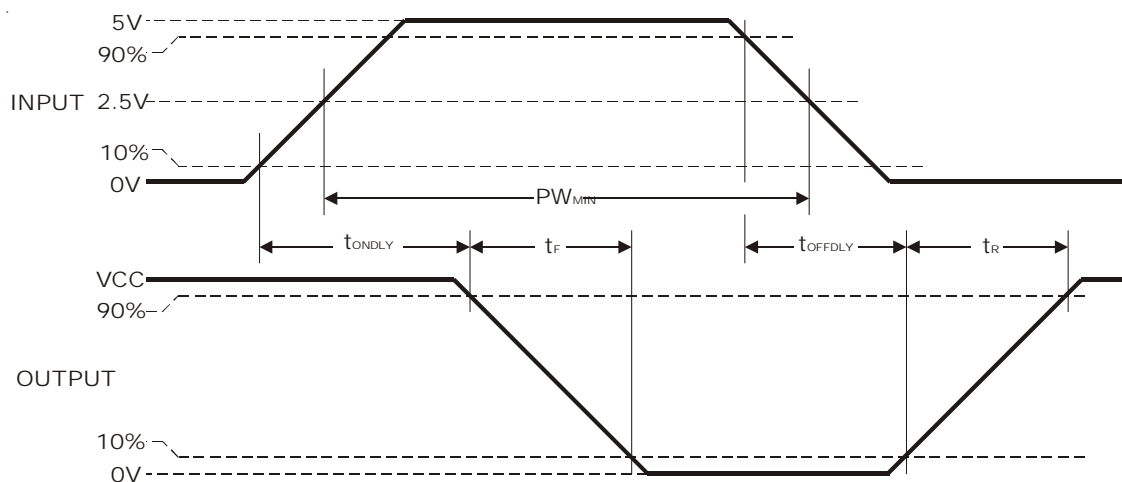 5V
90%
INPUT 2.5V
10%
0V
PWMIN
tONDLY tF tOFFDLY tR
VCC
90%
OUTPUT
10%
0V